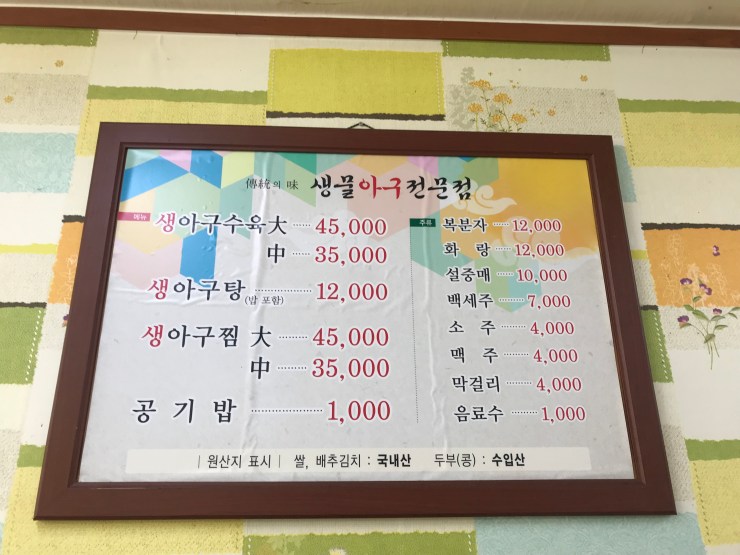 傳統의 味 생물아구전문점
메뉴
생아구수육 大 ······ 45,000
中 ······ 35,000
생아구탕(밥 포함) ············ 12,000
생아구찜 大 ······ 45,000
中 ······ 35,000
공기밥 ···················· 1,000
주류
복분자 ····· 12,000
화 랑 ······ 12,000
설중매 ····· 10,000
백세주 ······ 7,000
소 주 ······ 4,000
맥 주 ······ 4,000
막걸리 ······ 4,000
음료수 ······ 1,000
| 원산지 표시 | 쌀, 배추김치 : 국내산 두부(콩) : 수입산